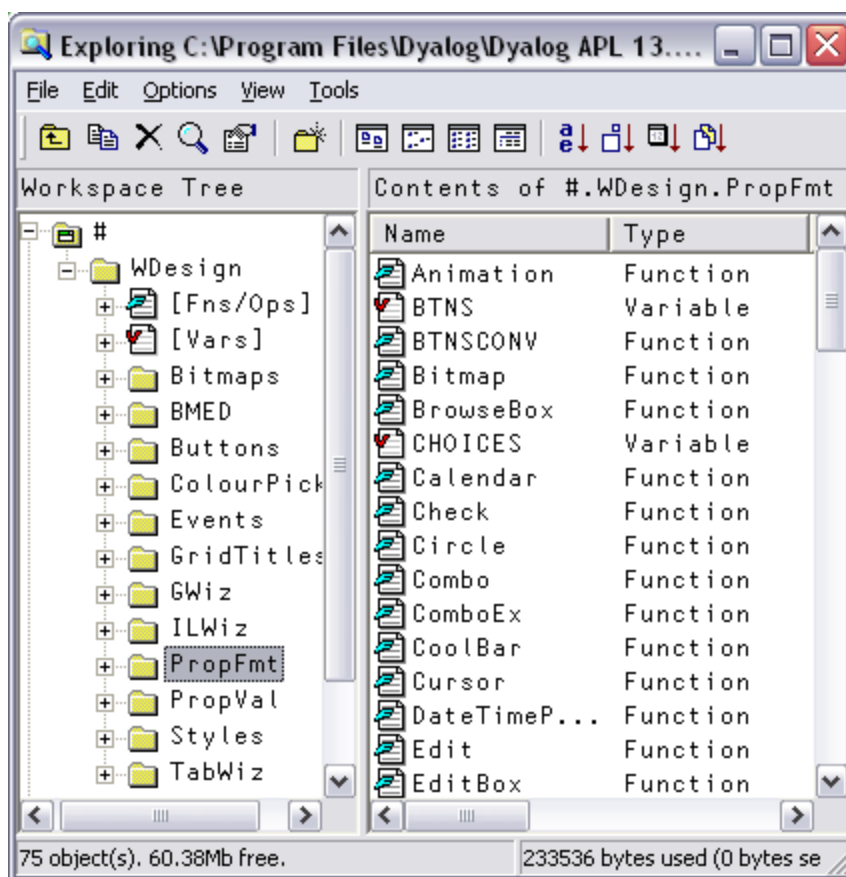 Exploring C:\Program Files\Dyalog\Dyalog APL 13....
File Edit Options View Tools
Workspace Tree
#
WDesign
[Fns/Ops]
[Vars]
Bitmaps
BMED
Buttons
ColourPick
Events
GridTitles
GWiz
ILWiz
PropFmt
PropVal
Styles
TabWiz
Contents of #.WDesign.PropFmt
Name Type
Animation Function
BTNS Variable
BTNSCONV Function
Bitmap Function
BrowseBox Function
CHOICES Variable
Calendar Function
Check Function
Circle Function
Combo Function
ComboEx Function
CoolBar Function
Cursor Function
DateTimeP... Function
Edit Function
EditBox Function
75 object(s). 60.38Mb free.
233536 bytes used (0 bytes se